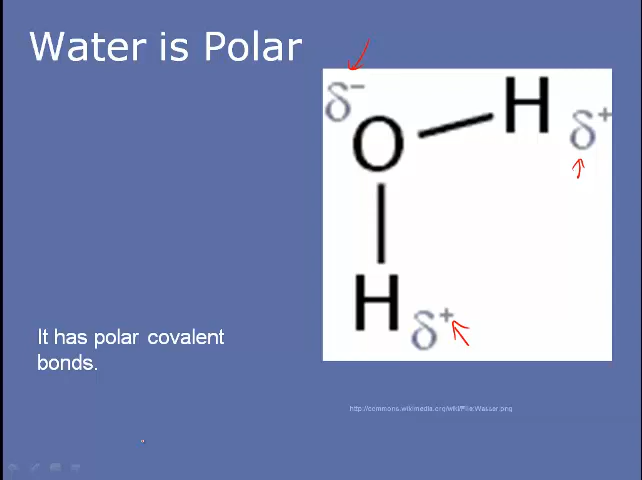 Water is Polar
δ−
O
H
δ+
H
δ+
It has polar covalent
bonds.
http://commons.wikimedia.org/wiki/File:Wasser.png